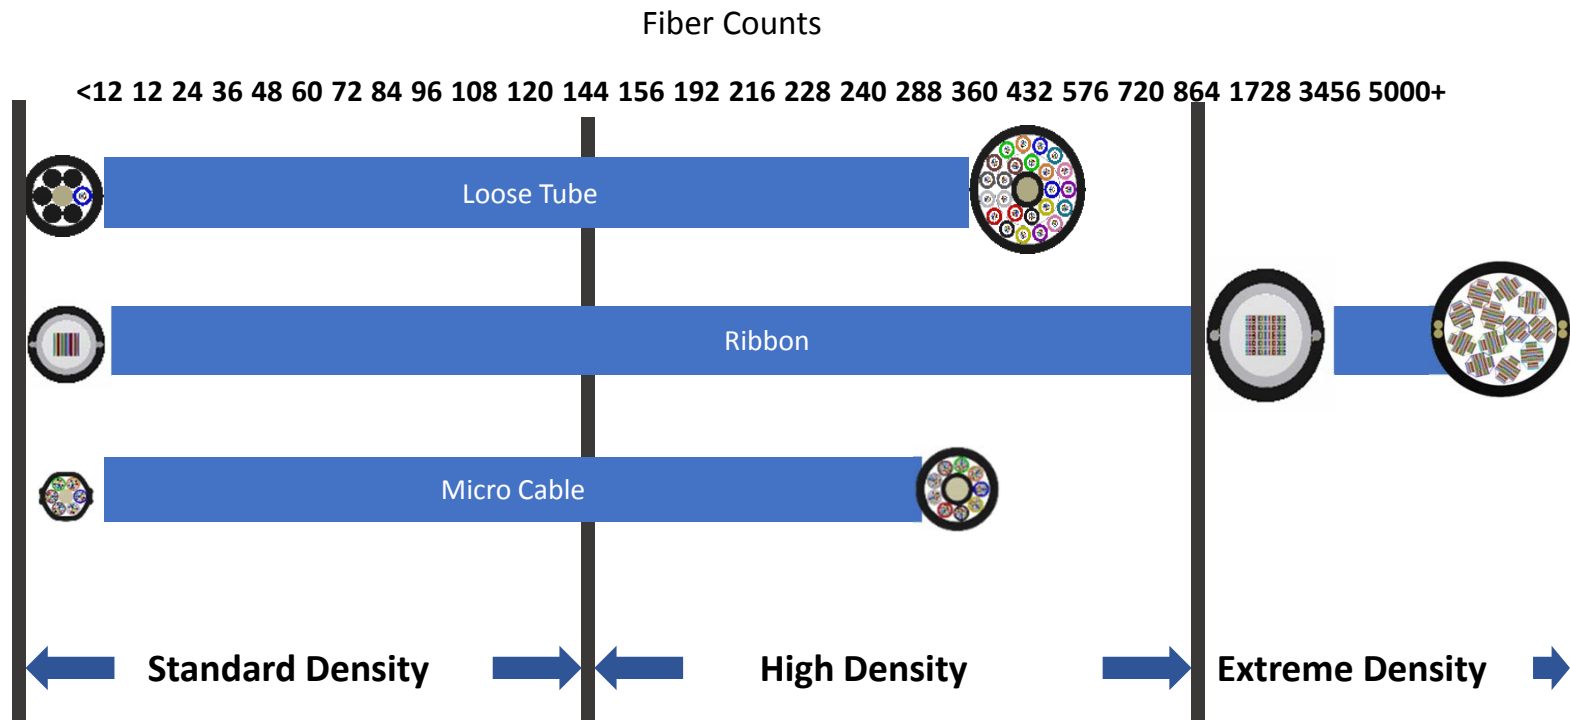 Fiber Counts
<12 12 24 36 48 60 72 84 96 108 120 144 156 192 216 228 240 288 360 432 576 720 864 1728 3456 5000+
Loose Tube
Ribbon
Micro Cable
Standard Density High Density Extreme Density